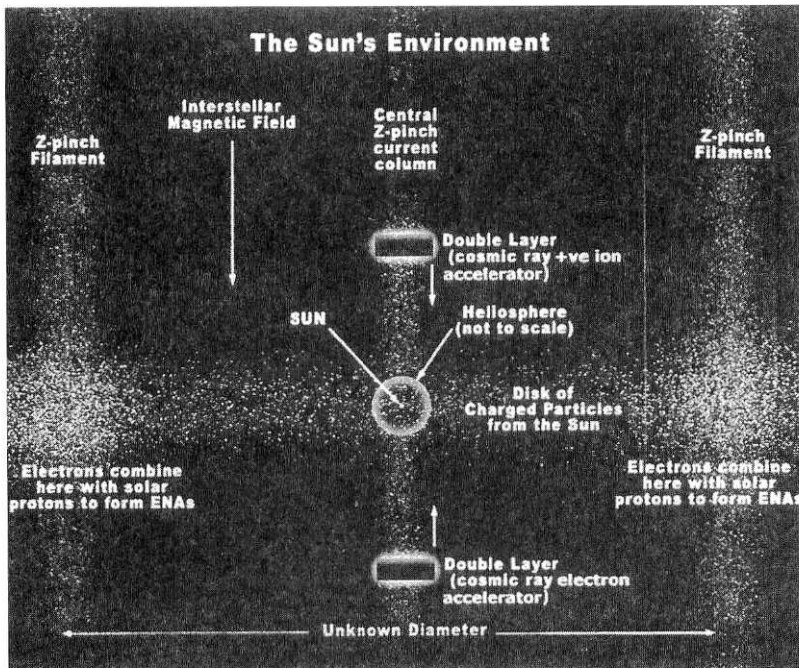 The Sun's Environment
Interstellar
Magnetic Field
Central
Z-pinch
current
column
Z-pinch
Filament
Z-pinch
Filament
Double Layer
(cosmic ray +ve ion
accelerator)
SUN
Heliosphere
(not to scale)
Disk of
Charged Particles
from the Sun
Electrons combine
here with solar
protons to form ENAs
Electrons combine
here with solar
protons to form ENAs
Double Layer
(cosmic ray electron
accelerator)
Unknown Diameter